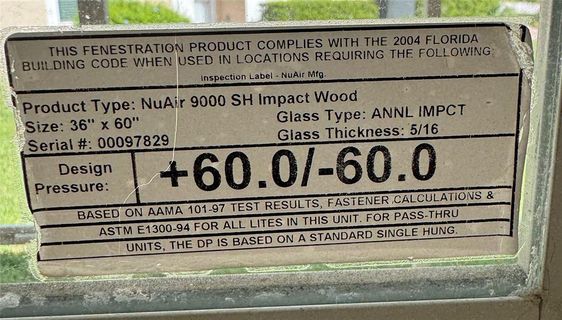 THIS FENESTRATION PRODUCT COMPLIES WITH THE 2004 FLORIDA
BUILDING CODE WHEN USED IN LOCATIONS REQUIRING THE FOLLOWING:
Inspection Label - NuAir Mfg.
Product Type: NuAir 9000 SH Impact Wood
Size: 36" x 60" Glass Type: ANNL IMPCT
Serial #: 00097829 Glass Thickness: 5/16
Design
Pressure: +60.0/-60.0
BASED ON AAMA 101-97 TEST RESULTS, FASTENER CALCULATIONS &
ASTM E1300-94 FOR ALL LITES IN THIS UNIT. FOR PASS-THRU
UNITS, THE DP IS BASED ON A STANDARD SINGLE HUNG.